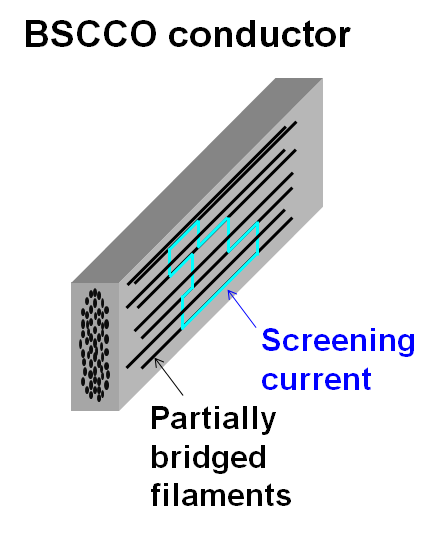 BSCCO conductor
Screening
current
Partially
bridged
filaments